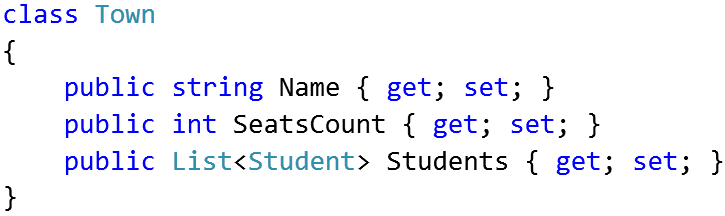 class Town
{
    public string Name { get; set; }
    public int SeatsCount { get; set; }
    public List<Student> Students { get; set; }
}